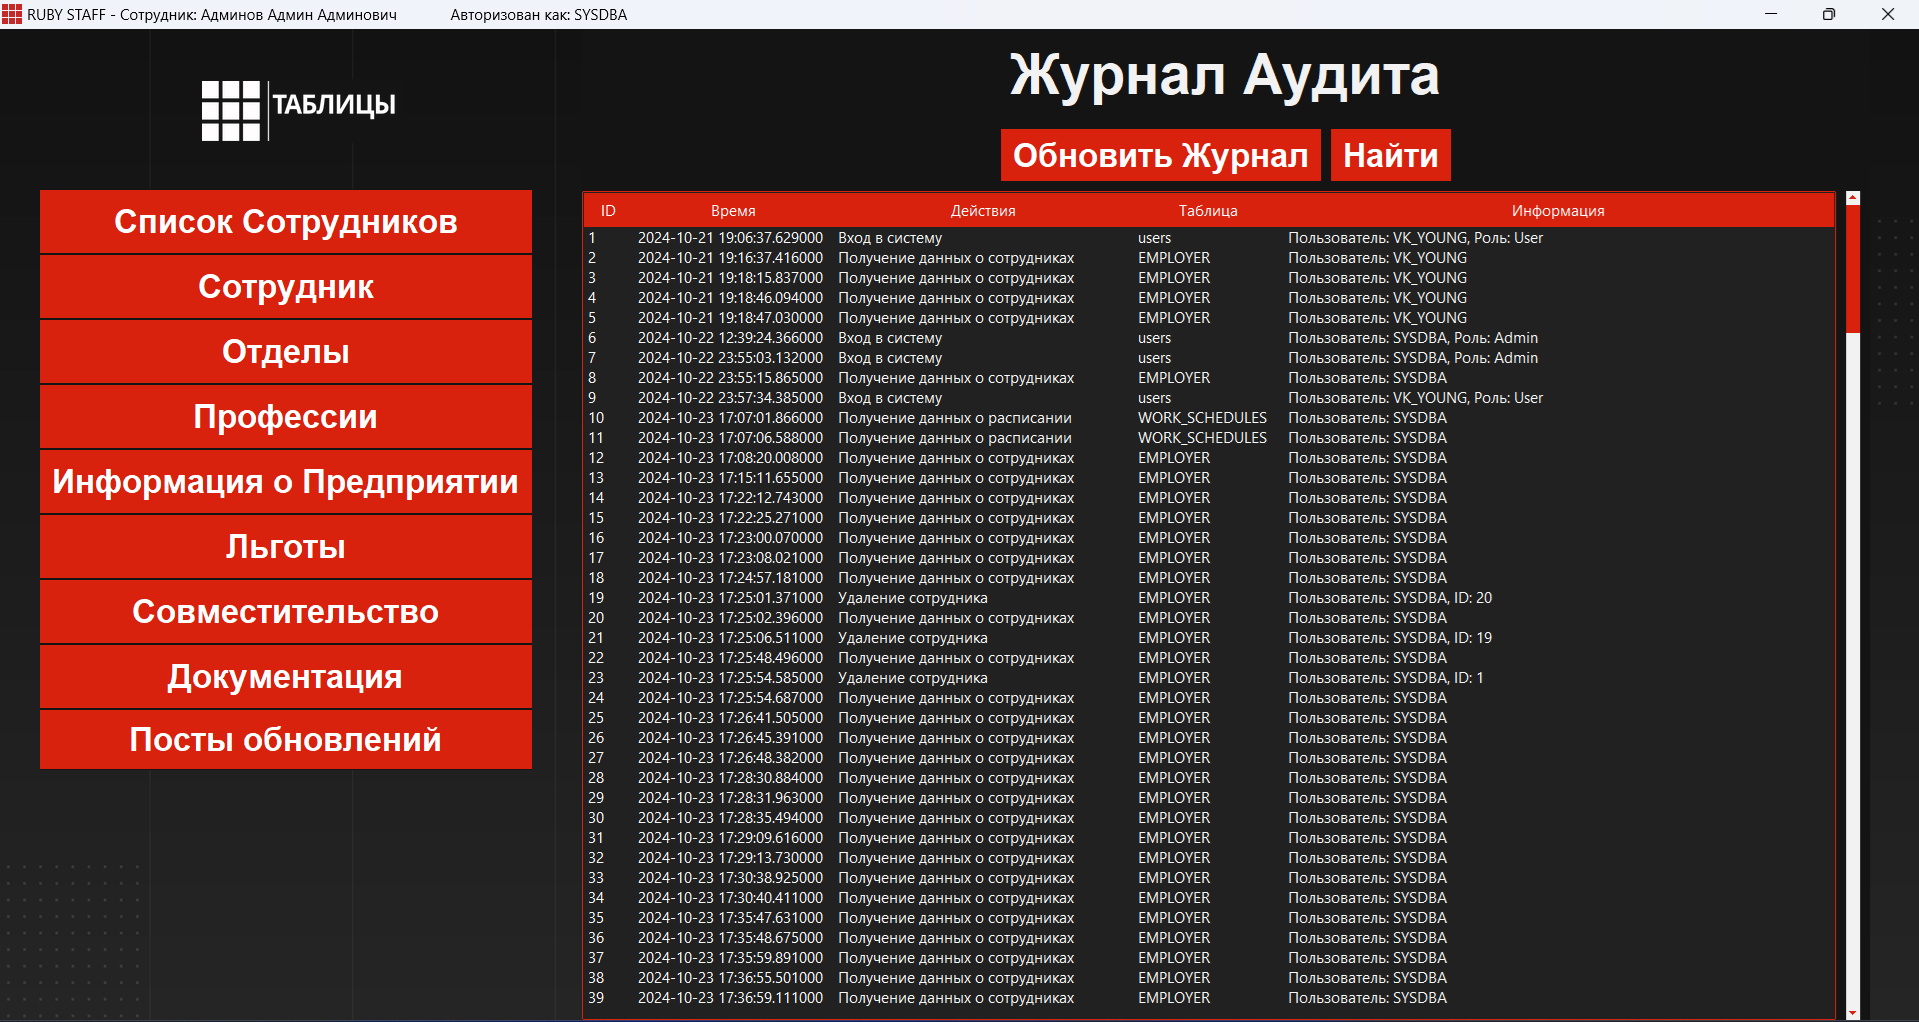 RUBY STAFF - Сотрудник: Админов Админ Админович Авторизован как: SYSDBA
ТАБЛИЦЫ
Список Сотрудников
Сотрудник
Отделы
Профессии
Информация о Предприятии
Льготы
Совместительство
Документация
Посты обновлений
Журнал Аудита
Обновить Журнал Найти
ID Время Действия Таблица Информация
1 2024-10-21 19:06:37.629000 Вход в систему users Пользователь: VK_YOUNG, Роль: User
2 2024-10-21 19:16:37.416000 Получение данных о сотрудниках EMPLOYER Пользователь: VK_YOUNG
3 2024-10-21 19:18:15.837000 Получение данных о сотрудниках EMPLOYER Пользователь: VK_YOUNG
4 2024-10-21 19:18:46.094000 Получение данных о сотрудниках EMPLOYER Пользователь: VK_YOUNG
5 2024-10-21 19:18:47.030000 Получение данных о сотрудниках EMPLOYER Пользователь: VK_YOUNG
6 2024-10-22 12:39:24.366000 Вход в систему users Пользователь: SYSDBA, Роль: Admin
7 2024-10-22 23:55:03.132000 Вход в систему users Пользователь: SYSDBA, Роль: Admin
8 2024-10-22 23:55:15.865000 Получение данных о сотрудниках EMPLOYER Пользователь: SYSDBA
9 2024-10-22 23:57:34.385000 Вход в систему users Пользователь: VK_YOUNG, Роль: User
10 2024-10-23 17:07:01.866000 Получение данных о расписании WORK_SCHEDULES Пользователь: SYSDBA
11 2024-10-23 17:07:06.588000 Получение данных о расписании WORK_SCHEDULES Пользователь: SYSDBA
12 2024-10-23 17:08:20.008000 Получение данных о сотрудниках EMPLOYER Пользователь: SYSDBA
13 2024-10-23 17:15:11.655000 Получение данных о сотрудниках EMPLOYER Пользователь: SYSDBA
14 2024-10-23 17:22:12.743000 Получение данных о сотрудниках EMPLOYER Пользователь: SYSDBA
15 2024-10-23 17:22:25.271000 Получение данных о сотрудниках EMPLOYER Пользователь: SYSDBA
16 2024-10-23 17:23:00.070000 Получение данных о сотрудниках EMPLOYER Пользователь: SYSDBA
17 2024-10-23 17:23:08.021000 Получение данных о сотрудниках EMPLOYER Пользователь: SYSDBA
18 2024-10-23 17:24:57.181000 Получение данных о сотрудниках EMPLOYER Пользователь: SYSDBA
19 2024-10-23 17:25:01.371000 Удаление сотрудника EMPLOYER Пользователь: SYSDBA, ID: 20
20 2024-10-23 17:25:02.396000 Получение данных о сотрудниках EMPLOYER Пользователь: SYSDBA
21 2024-10-23 17:25:06.511000 Удаление сотрудника EMPLOYER Пользователь: SYSDBA, ID: 19
22 2024-10-23 17:25:48.496000 Получение данных о сотрудниках EMPLOYER Пользователь: SYSDBA
23 2024-10-23 17:25:54.585000 Удаление сотрудника EMPLOYER Пользователь: SYSDBA, ID: 1
24 2024-10-23 17:25:54.687000 Получение данных о сотрудниках EMPLOYER Пользователь: SYSDBA
25 2024-10-23 17:26:41.505000 Получение данных о сотрудниках EMPLOYER Пользователь: SYSDBA
26 2024-10-23 17:26:45.391000 Получение данных о сотрудниках EMPLOYER Пользователь: SYSDBA
27 2024-10-23 17:26:48.382000 Получение данных о сотрудниках EMPLOYER Пользователь: SYSDBA
28 2024-10-23 17:28:30.884000 Получение данных о сотрудниках EMPLOYER Пользователь: SYSDBA
29 2024-10-23 17:28:31.963000 Получение данных о сотрудниках EMPLOYER Пользователь: SYSDBA
30 2024-10-23 17:28:35.494000 Получение данных о сотрудниках EMPLOYER Пользователь: SYSDBA
31 2024-10-23 17:29:09.616000 Получение данных о сотрудниках EMPLOYER Пользователь: SYSDBA
32 2024-10-23 17:29:13.730000 Получение данных о сотрудниках EMPLOYER Пользователь: SYSDBA
33 2024-10-23 17:30:38.925000 Получение данных о сотрудниках EMPLOYER Пользователь: SYSDBA
34 2024-10-23 17:30:40.411000 Получение данных о сотрудниках EMPLOYER Пользователь: SYSDBA
35 2024-10-23 17:35:47.631000 Получение данных о сотрудниках EMPLOYER Пользователь: SYSDBA
36 2024-10-23 17:35:48.675000 Получение данных о сотрудниках EMPLOYER Пользователь: SYSDBA
37 2024-10-23 17:35:59.891000 Получение данных о сотрудниках EMPLOYER Пользователь: SYSDBA
38 2024-10-23 17:36:55.501000 Получение данных о сотрудниках EMPLOYER Пользователь: SYSDBA
39 2024-10-23 17:36:59.111000 Получение данных о сотрудниках EMPLOYER Пользователь: SYSDBA